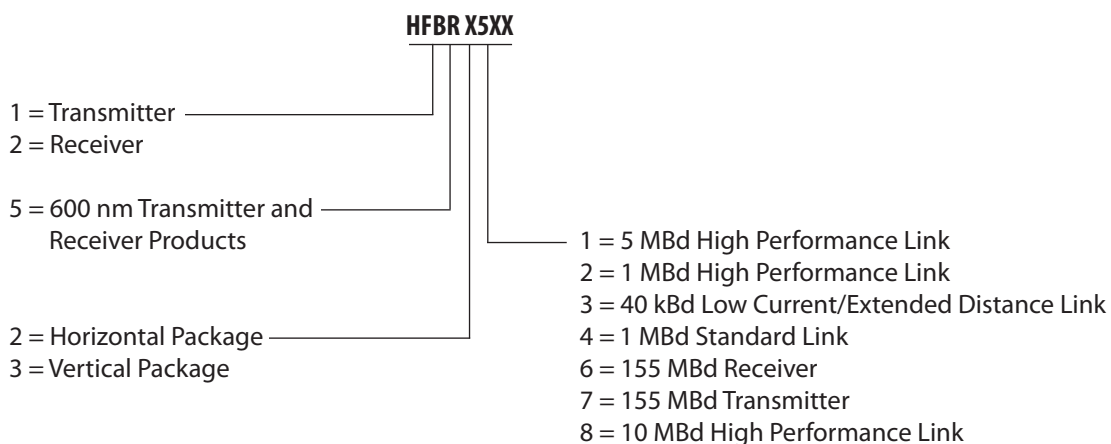 HFBR X5XX
1 = Transmitter
2 = Receiver
5 = 600 nm Transmitter and
Receiver Products
2 = Horizontal Package
3 = Vertical Package
1 = 5 MBd High Performance Link
2 = 1 MBd High Performance Link
3 = 40 kBd Low Current/Extended Distance Link
4 = 1 MBd Standard Link
6 = 155 MBd Receiver
7 = 155 MBd Transmitter
8 = 10 MBd High Performance Link